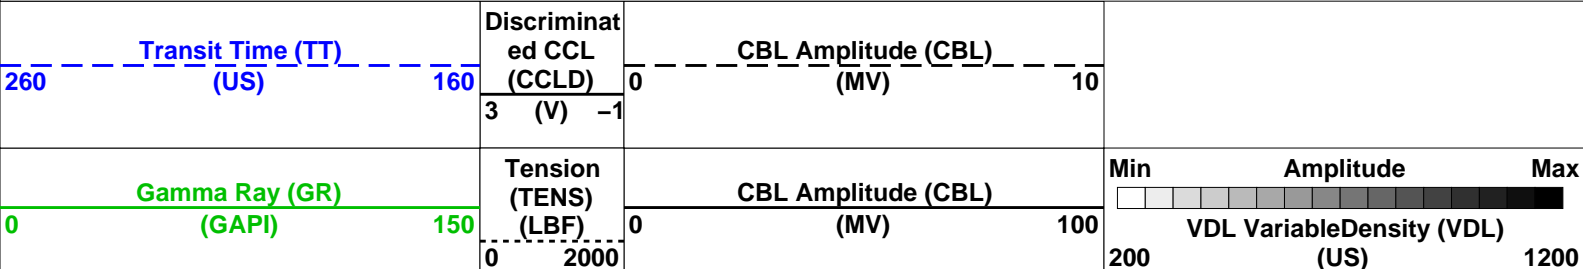 Transit Time (TT)
260 (US) 160
Discriminat
ed CCL
(CCLD)
3 (V) −1
CBL Amplitude (CBL)
0 (MV) 10
Gamma Ray (GR)
0 (GAPI) 150
Tension
(TENS)
(LBF)
0 2000
CBL Amplitude (CBL)
0 (MV) 100
Min Amplitude Max
VDL VariableDensity (VDL)
200 (US) 1200